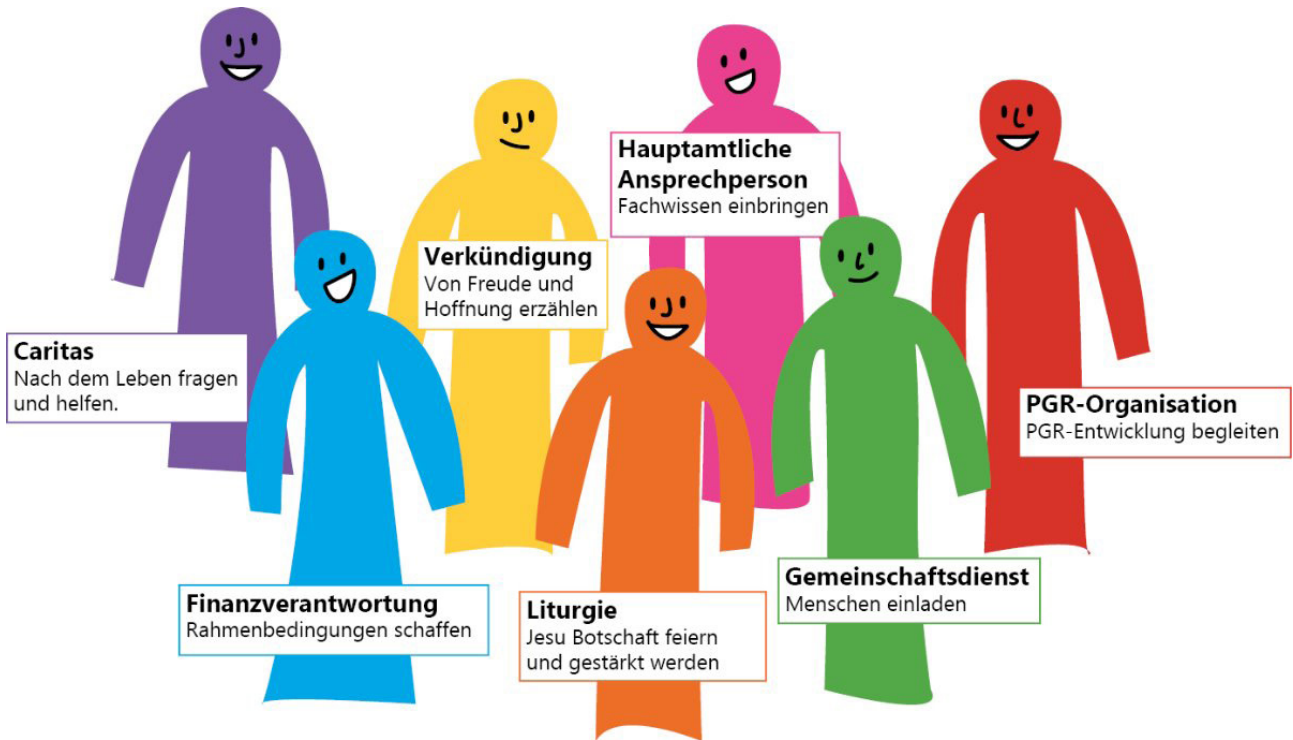 Hauptamtliche
Ansprechperson
Fachwissen einbringen
Verkündigung
Von Freude und
Hoffnung erzählen
Caritas
Nach dem Leben fragen
und helfen.
PGR-Organisation
PGR-Entwicklung begleiten
Finanzverantwortung
Rahmenbedingungen schaffen
Liturgie
Jesu Botschaft feiern
und gestärkt werden
Gemeinschaftsdienst
Menschen einladen